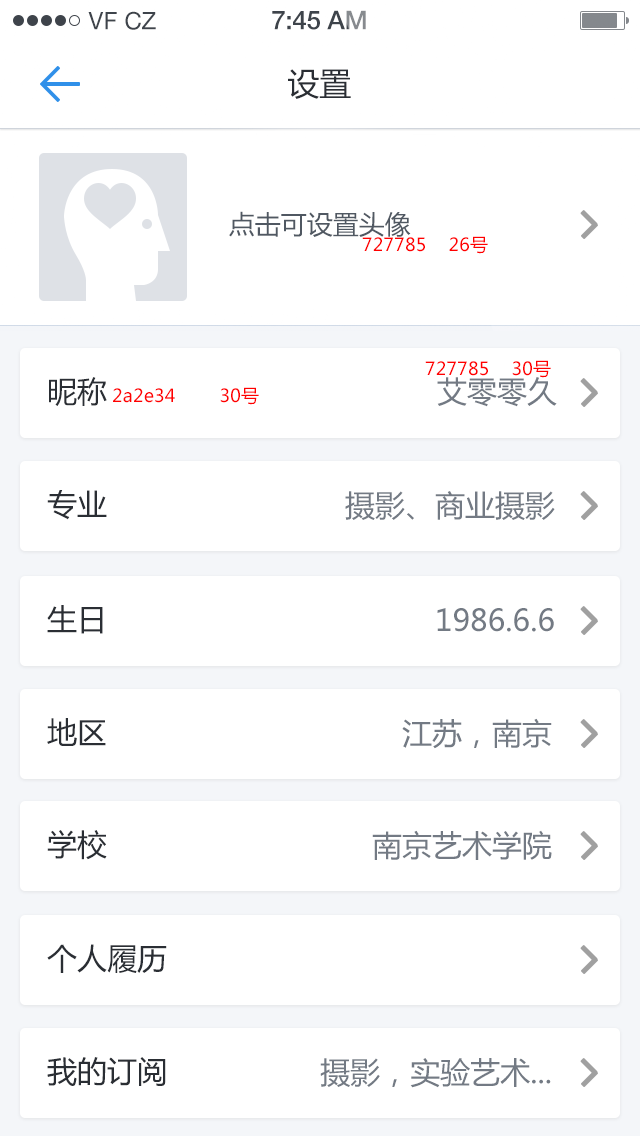 VF CZ 7:45 AM
设置
点击可设置头像
727785 26号
727785 30号
昵称 2a2e34 30号 艾零零久
专业 摄影、商业摄影
生日 1986.6.6
地区 江苏，南京
学校 南京艺术学院
个人履历
我的订阅 摄影，实验艺术...